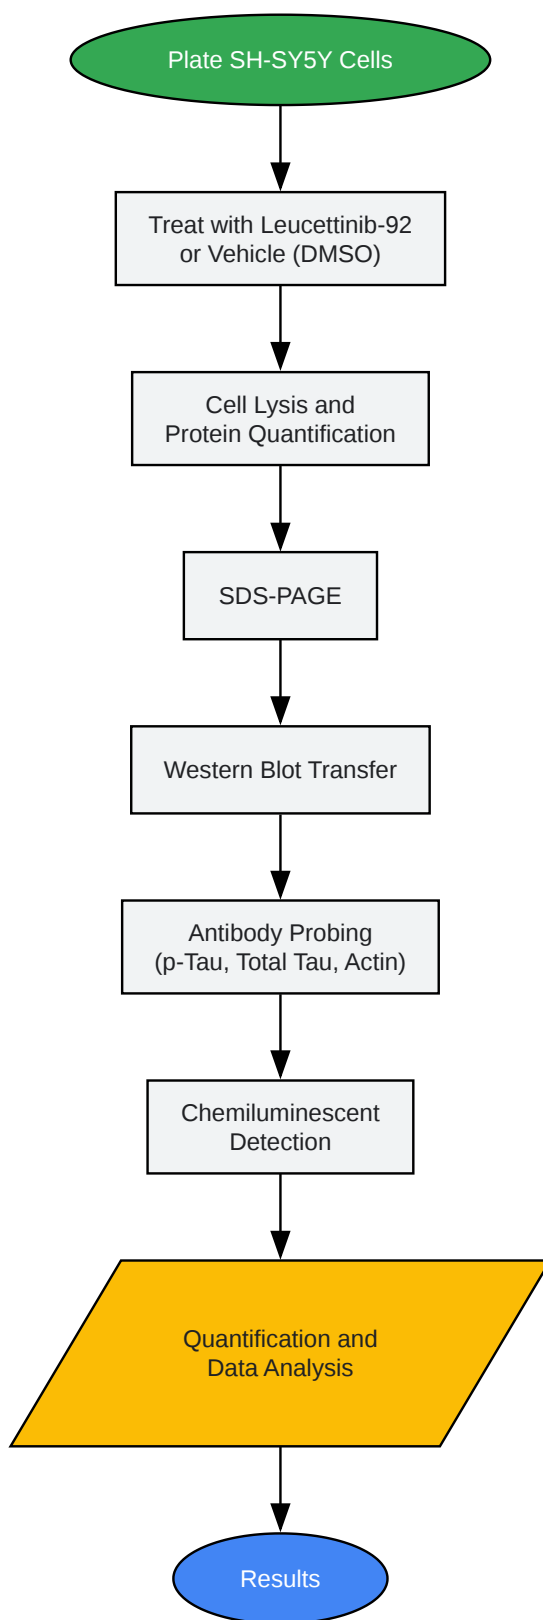 Plate SH-SY5Y Cells
Treat with Leucettinib-92
or Vehicle (DMSO)
Cell Lysis and
Protein Quantification
SDS-PAGE
Western Blot Transfer
Antibody Probing
(p-Tau, Total Tau, Actin)
Chemiluminescent
Detection
Quantification and
Data Analysis
Results